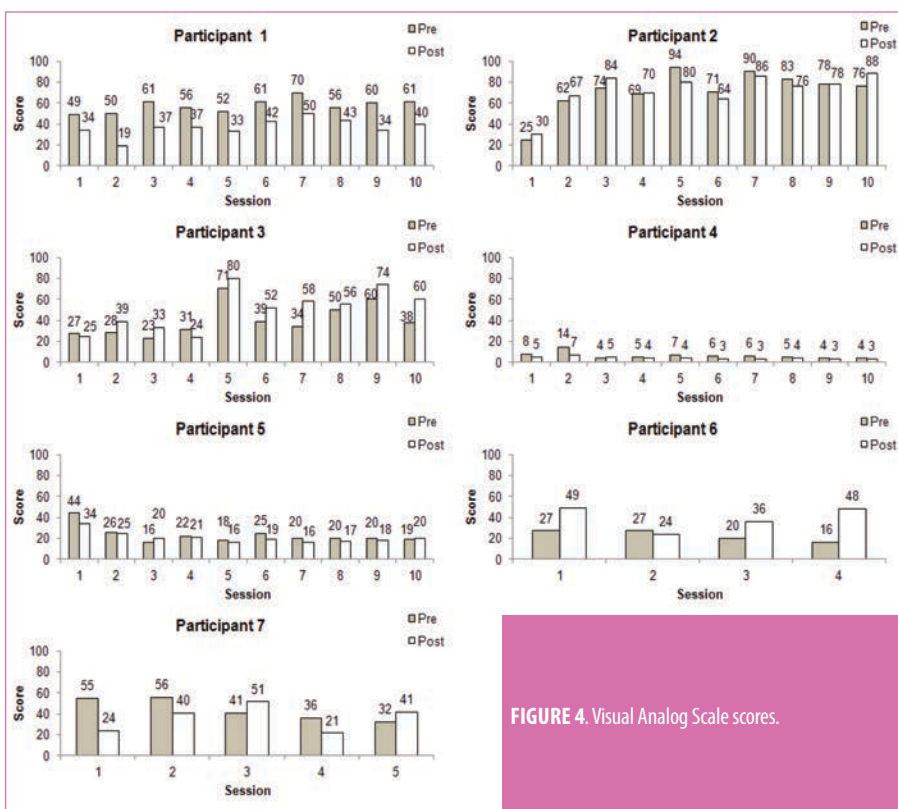 Participant 1
Pre
Post
Score
100
80
60
40
20
0
49 34 50 19 61 37 56 37 52 33 61 42 70 50 56 43 60 34 61 40
1 2 3 4 5 6 7 8 9 10
Session
Participant 2
Pre
Post
Score
100
80
60
40
20
0
25 30 62 67 74 84 69 70 94 80 71 64 90 86 83 76 78 78 76 88
1 2 3 4 5 6 7 8 9 10
Session
Participant 3
Pre
Post
Score
100
80
60
40
20
0
27 25 28 39 23 33 31 24 71 80 39 52 34 58 50 56 60 74 38 60
1 2 3 4 5 6 7 8 9 10
Session
Participant 4
Pre
Post
Score
100
80
60
40
20
0
8 5 14 7 4 5 5 4 7 4 6 3 6 3 5 4 4 3 4 3
1 2 3 4 5 6 7 8 9 10
Session
Participant 5
Pre
Post
Score
100
80
60
40
20
0
44 34 26 25 16 20 22 21 18 16 25 19 20 16 20 17 20 18 19 20
1 2 3 4 5 6 7 8 9 10
Session
Participant 6
Pre
Post
Score
100
80
60
40
20
0
27 49 27 24 20 36 16 48
1 2 3 4
Session
Participant 7
Pre
Post
Score
100
80
60
40
20
0
55 24 56 40 41 51 36 21 32 41
1 2 3 4 5
Session
FIGURE 4. Visual Analog Scale scores.